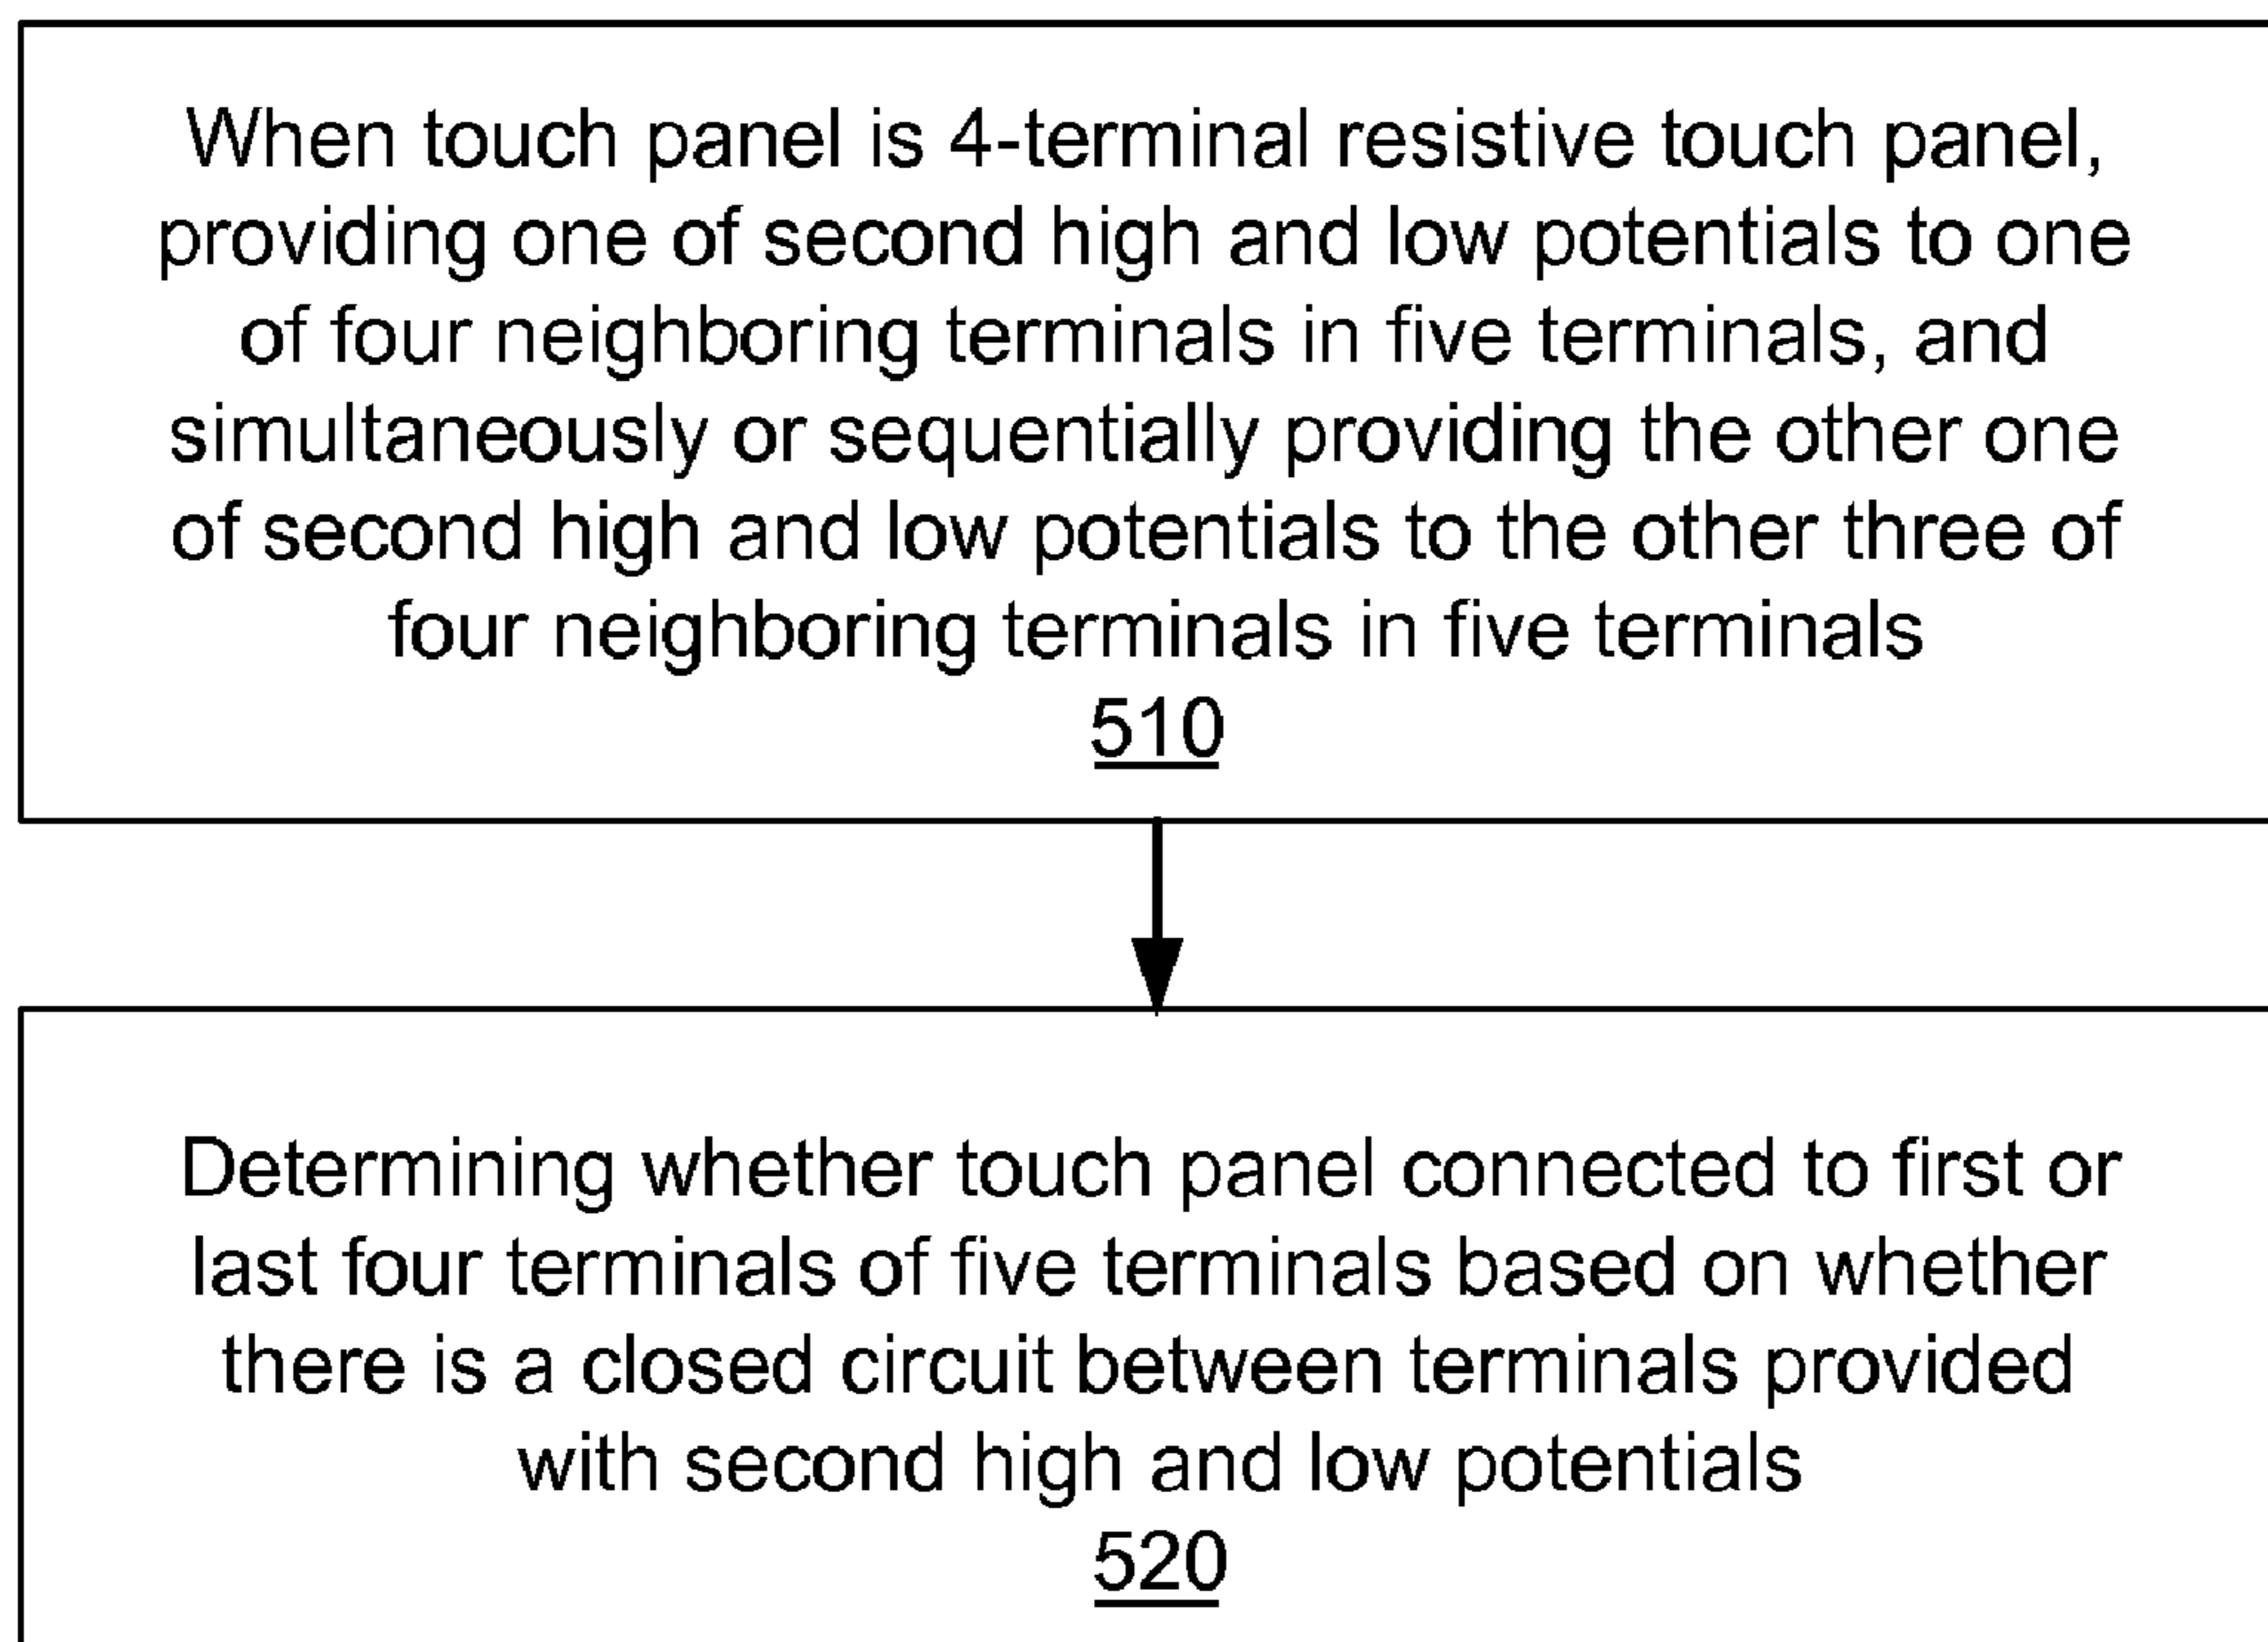 When touch panel is 4-terminal resistive touch panel,
providing one of second high and low potentials to one
of four neighboring terminals in five terminals, and
simultaneously or sequentially providing the other one
of second high and low potentials to the other three of
four neighboring terminals in five terminals
510
Determining whether touch panel connected to first or
last four terminals of five terminals based on whether
there is a closed circuit between terminals provided
with second high and low potentials
520